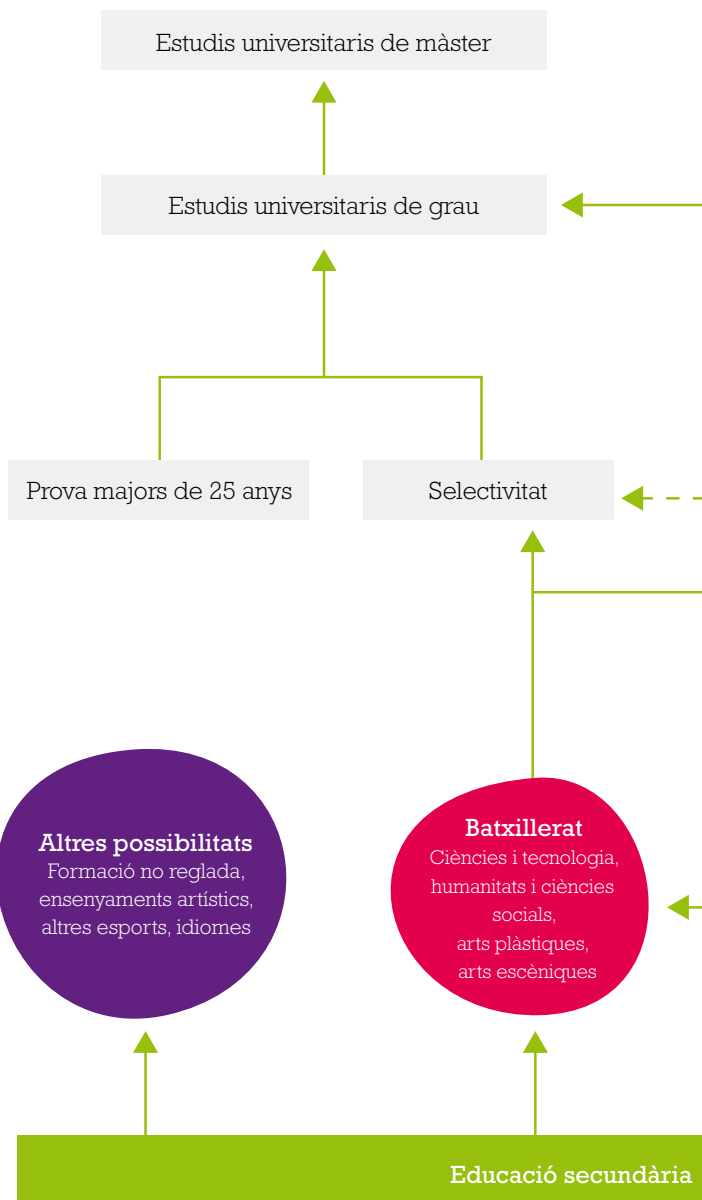 Estudis universitaris de màster
Estudis universitaris de grau
Prova majors de 25 anys
Selectivitat
Altres possibilitats
Formació no reglada,
ensenyaments artístics,
altres esports, idiomes
Batxillerat
Ciències i tecnologia,
humanitats i ciències
socials,
arts plàstiques,
arts escèniques
Educació secundària